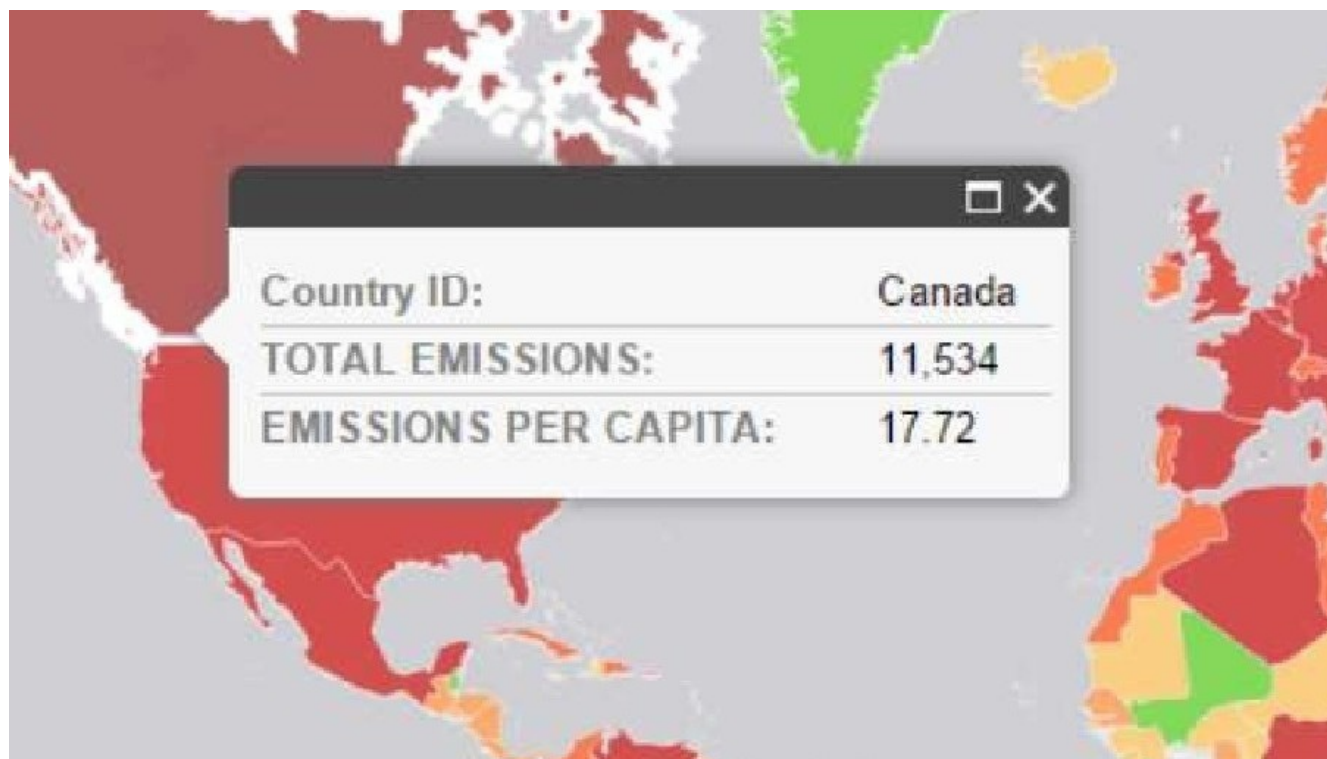 Country ID: Canada
TOTAL EMISSIONS: 11,534
EMISSIONS PER CAPITA: 17.72